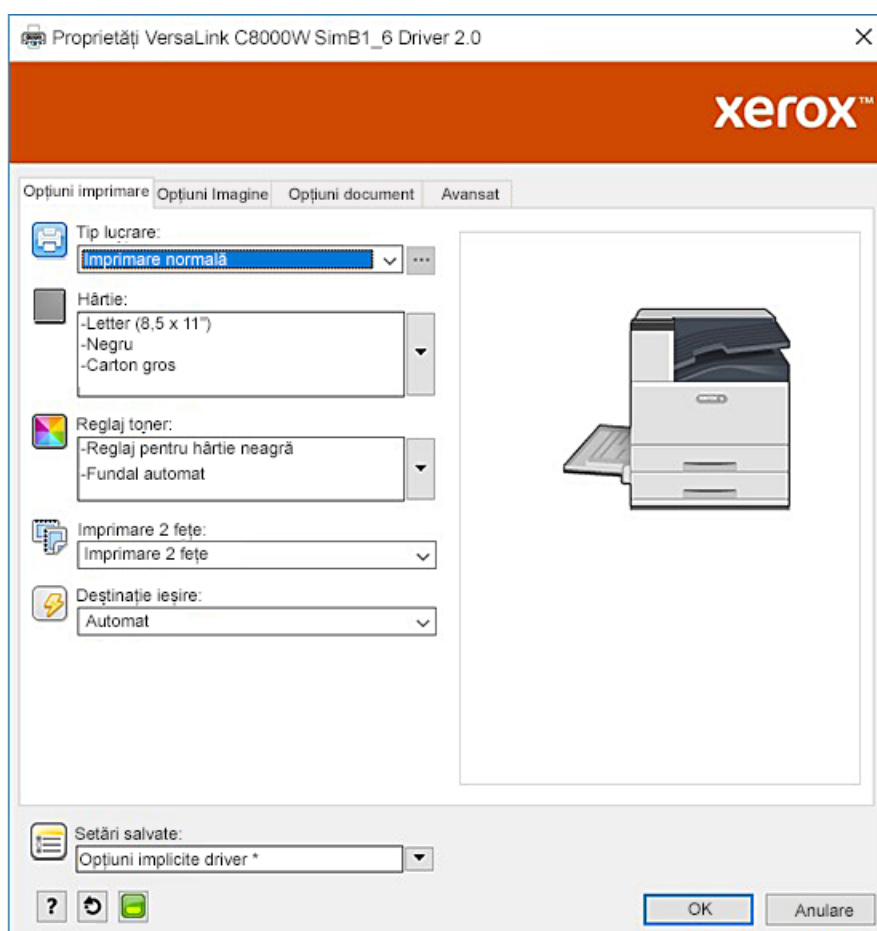 Proprietăți VersaLink C8000W SimB1_6 Driver 2.0
xerox™
Opțiuni imprimare Opțiuni Imagine Opțiuni document Avansat
Tip lucrare:
Imprimare normală
Hârtie:
-Letter (8,5 x 11")
-Negru
-Carton gros
Reglaj toner:
-Reglaj pentru hârtie neagră
-Fundal automat
Imprimare 2 fețe:
Imprimare 2 fețe
Destinație ieșire:
Automat
Setări salvate:
Opțiuni implicite driver *
?
OK Anulare